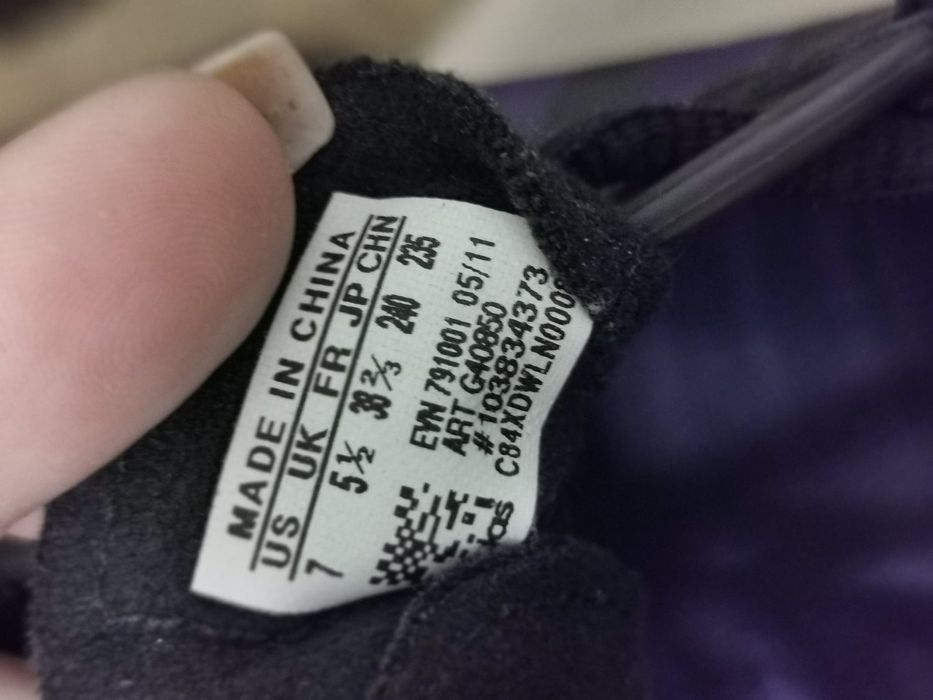 MADE IN CHINA
US UK FR JP CHN
7 5½ 38⅔ 240 235
EVN 791001 05/11
ART G40850
#103834373
C84XDWLN000